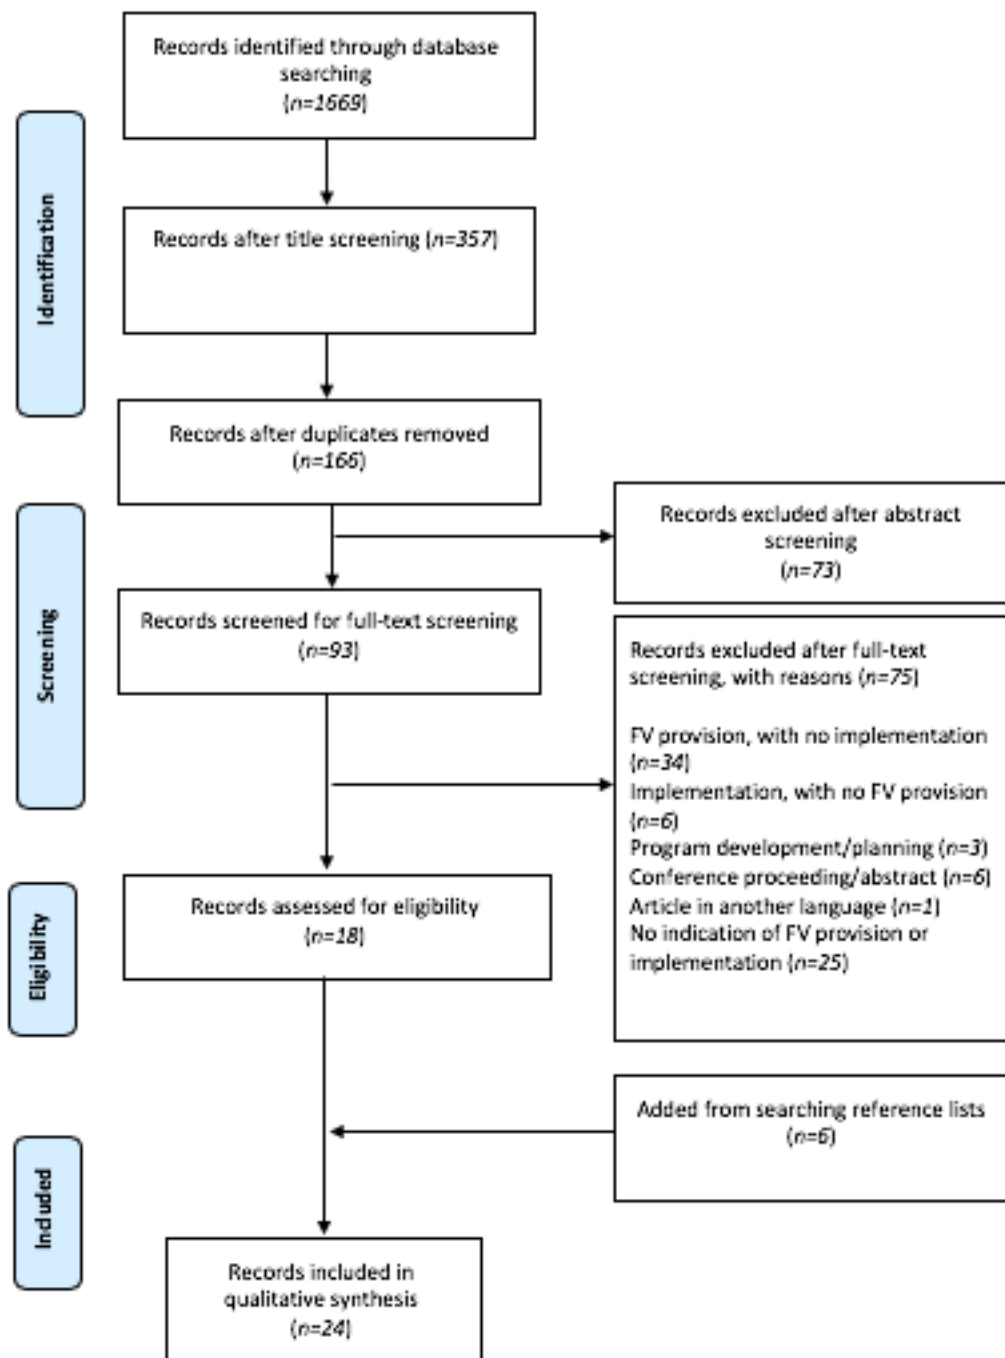 Records identified through database
searching
(n=1669)
Identification
Records after title screening (n=357)
Records after duplicates removed
(n=166)
Screening
Records excluded after abstract
screening
(n=73)
Records screened for full-text screening
(n=93)
Records excluded after full-text
screening, with reasons (n=75)
FV provision, with no implementation
(n=34)
Implementation, with no FV provision
(n=6)
Program development/planning (n=3)
Conference proceeding/abstract (n=6)
Article in another language (n=1)
No indication of FV provision or
implementation (n=25)
Eligibility
Records assessed for eligibility
(n=18)
Added from searching reference lists
(n=6)
Included
Records included in
qualitative synthesis
(n=24)